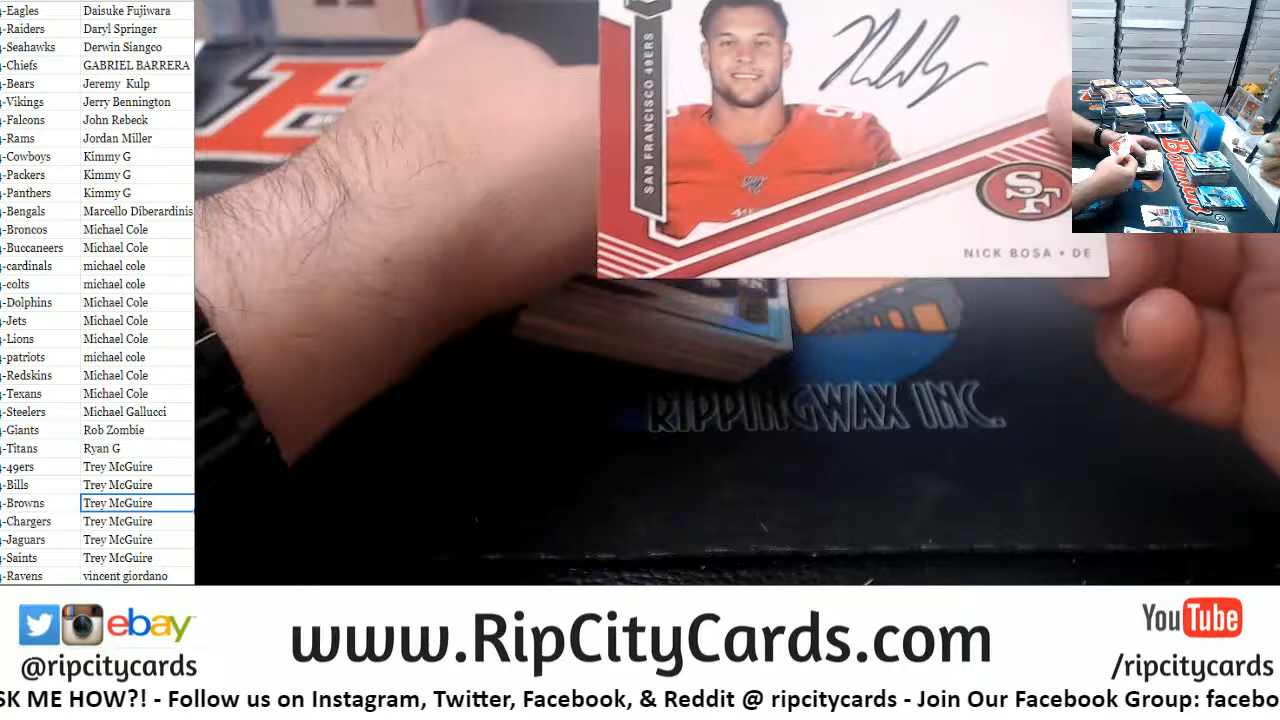 -Eagles Daisuke Fujiwara
-Raiders Daryl Springer
-Seahawks Derwin Siangco
-Chiefs GABRIEL BARRERA
-Bears Jeremy Kulp
-Vikings Jerry Bennington
-Falcons John Rebeck
-Rams Jordan Miller
-Cowboys Kimmy G
-Packers Kimmy G
-Panthers Kimmy G
-Bengals Marcello Diberardinis
-Broncos Michael Cole
-Buccaneers Michael Cole
-cardinals michael cole
-colts michael cole
-Dolphins Michael Cole
-Jets Michael Cole
-Lions Michael Cole
-patriots michael cole
-Redskins Michael Cole
-Texans Michael Cole
-Steelers Michael Gallucci
-Giants Rob Zombie
-Titans Ryan G
-49ers Trey McGuire
-Bills Trey McGuire
-Browns Trey McGuire
-Chargers Trey McGuire
-Jaguars Trey McGuire
-Saints Trey McGuire
-Ravens vincent giordano
SAN FRANCISCO 49ERS
SF
NICK BOSA • DE
RIPPINGWAX INC.
Bounty
ebay
@ripcitycards
www.RipCityCards.com
YouTube
/ripcitycards
SK ME HOW?! - Follow us on Instagram, Twitter, Facebook, & Reddit @ ripcitycards - Join Our Facebook Group: facebo